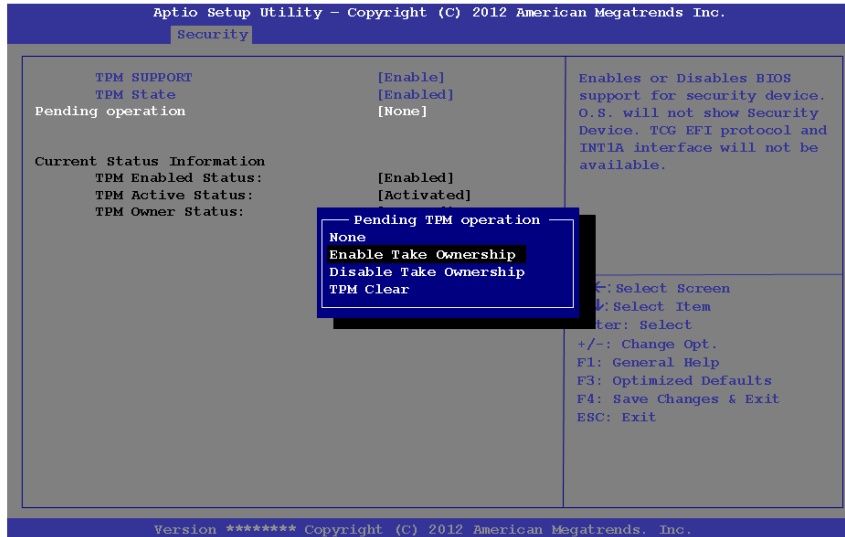 Aptio Setup Utility – Copyright (C) 2012 American Megatrends Inc.
Security
TPM SUPPORT [Enable]
TPM State [Enabled]
Pending operation [None]
Current Status Information
TPM Enabled Status: [Enabled]
TPM Active Status: [Activated]
TPM Owner Status:
Pending TPM operation
None
Enable Take Ownership
Disable Take Ownership
TPM Clear
Enables or Disables BIOS
support for security device.
O.S. will not show Security
Device. TCG EFI protocol and
INT1A interface will not be
available.
←:Select Screen
↓:Select Item
ter: Select
+/-: Change Opt.
F1: General Help
F3: Optimized Defaults
F4: Save Changes & Exit
ESC: Exit
Version ******** Copyright (C) 2012 American Megatrends. Inc.